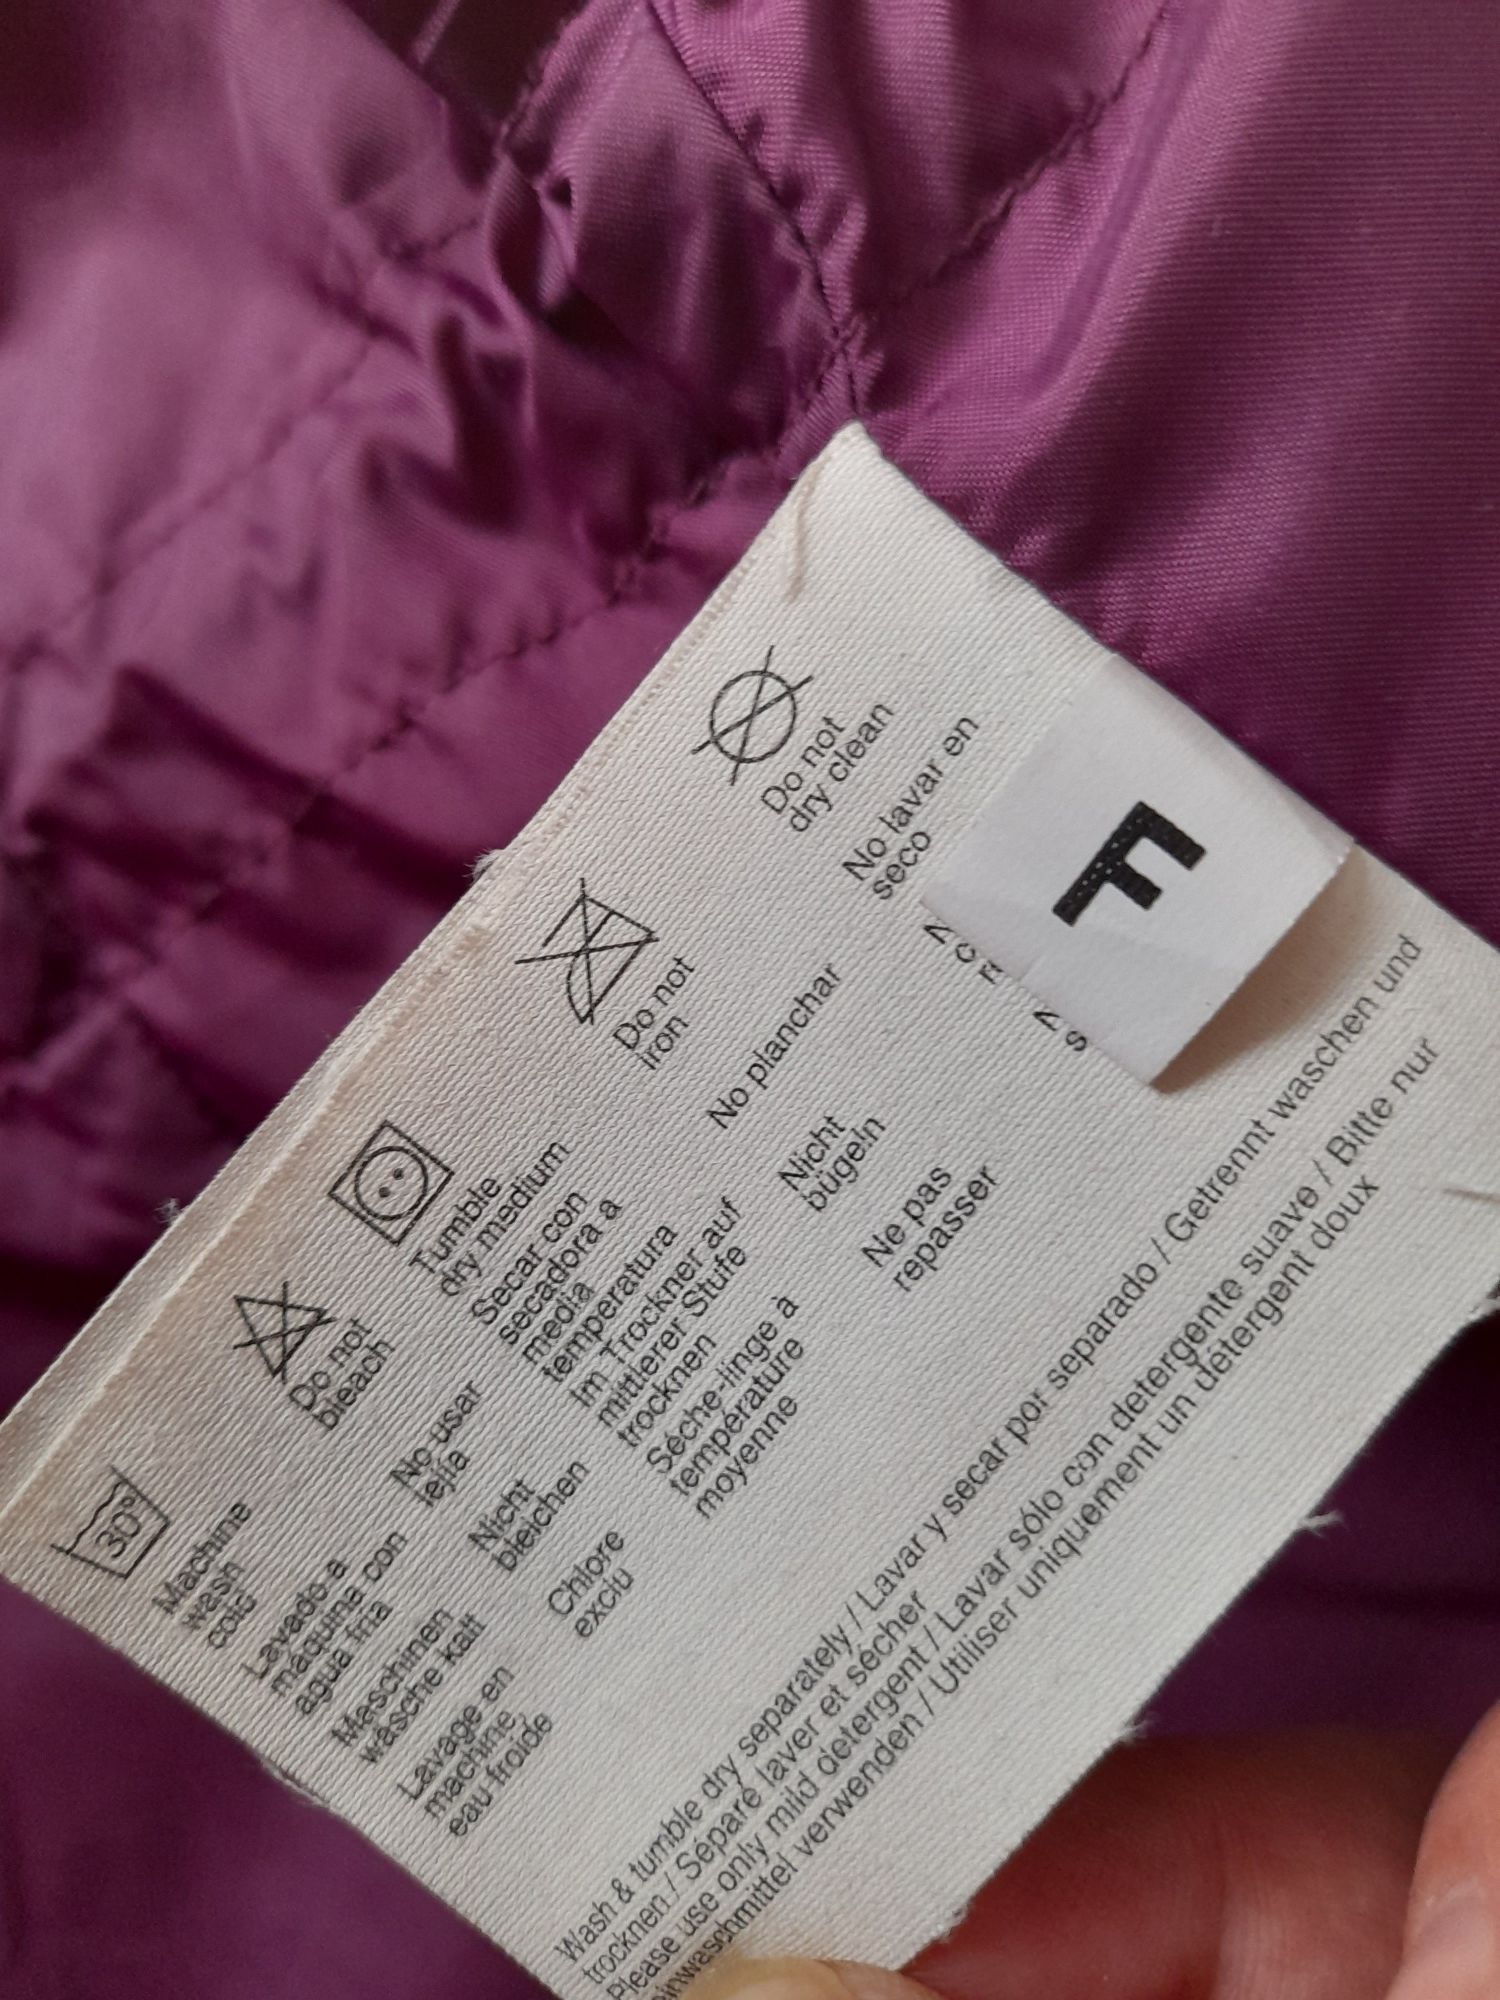 30°
Machine
wash
cold
Lavado a
máquina con
agua fria
Maschinen
wäsche kalt
Lavage en
machine,
eau froide
Do not
bleach
No usar
lejía
Nicht
bleichen
Chlore
exclu
Tumble
dry medium
Secar con
secadora a
media
temperatura
Im Trockner auf
mittlerer Stufe
trocknen
Séche-linge à
température
moyenne
Do not
iron
No planchar
Nicht
bügeln
Ne pas
repasser
Do not
dry clean
No lavar en
seco
F
Wash & tumble dry separately / Lavar y secar por separado / Getrennt waschen und
trocknen / Séparé laver et sécher
Please use only mild detergent / Lavar sólo con detergente suave / Bitte nur
verwenden / Utiliser uniquement un détergent doux